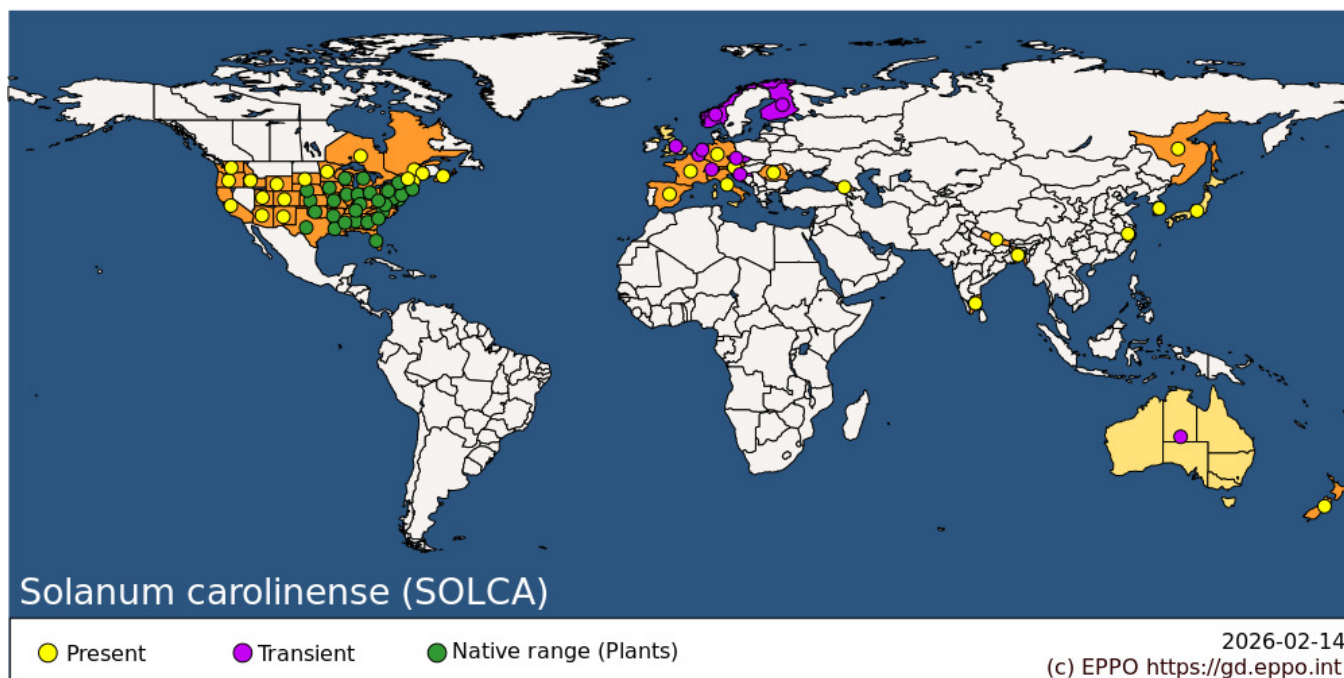 Solanum carolinense (SOLCA)
Present
Transient
Native range (Plants)
2026-02-14
(c) EPPO https://gd.eppo.int